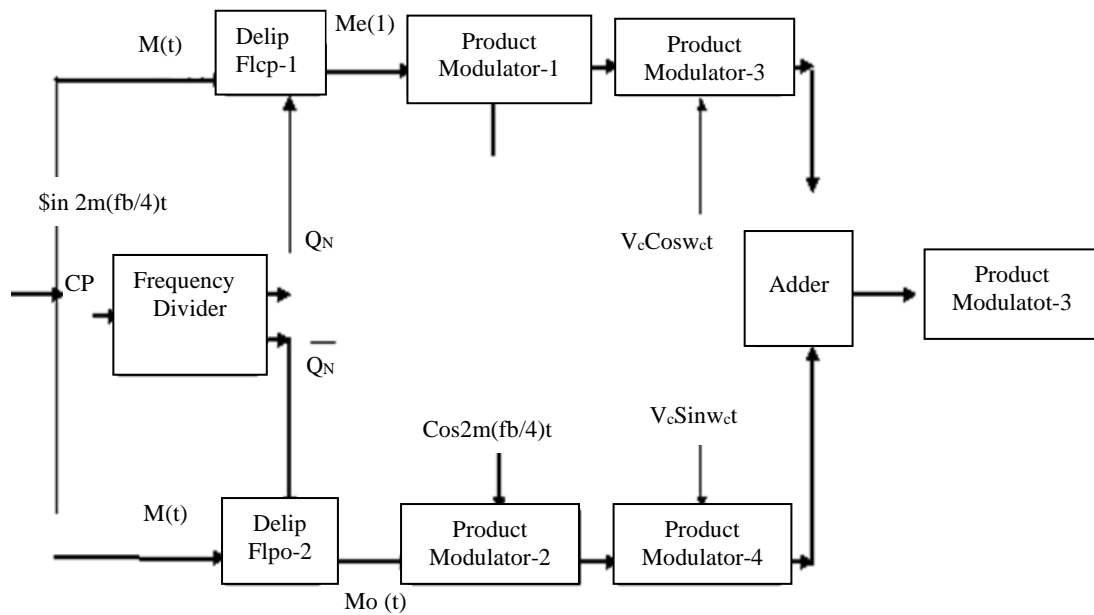 M(t)
Delip
Flcp-1
Me(1)
Product
Modulator-1
Product
Modulator-3
$in 2m(fb/4)t
QN
VcCoswct
CP
Frequency
Divider
Adder
Product
Modulatot-3
Q̅N̅
Cos2m(fb/4)t
VcSinwct
M(t)
Delip
Flpo-2
Product
Modulator-2
Product
Modulator-4
Mo (t)